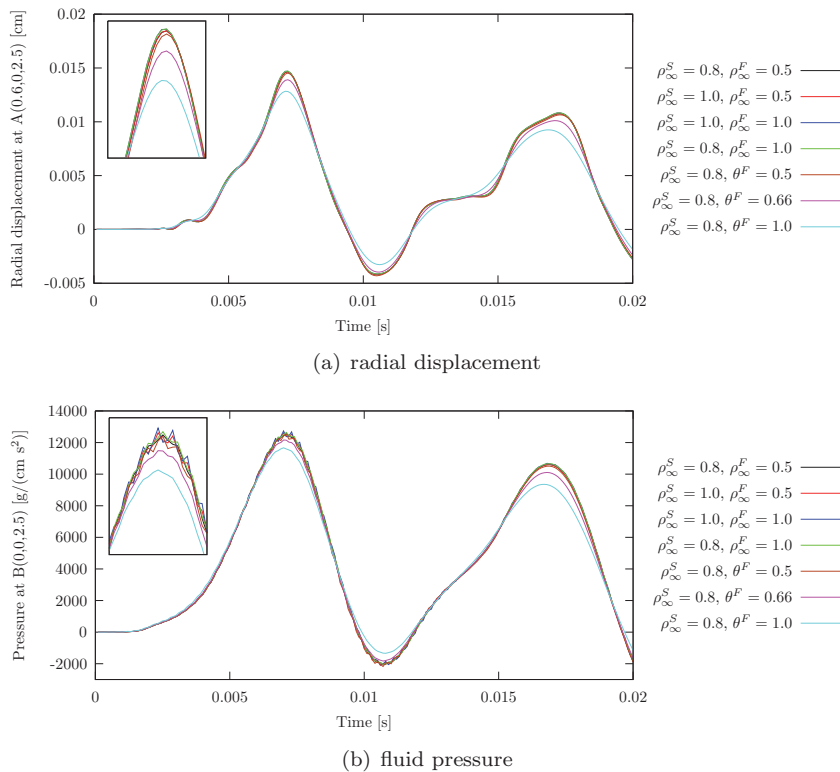 0.02
0.015
0.01
0.005
0
-0.005
Radial displacement at A(0.6,0,2.5) [cm]
0 0.005 0.01 0.015 0.02
Time [s]
ρ∞^S = 0.8, ρ∞^F = 0.5
ρ∞^S = 1.0, ρ∞^F = 0.5
ρ∞^S = 1.0, ρ∞^F = 1.0
ρ∞^S = 0.8, ρ∞^F = 1.0
ρ∞^S = 0.8, θ^F = 0.5
ρ∞^S = 0.8, θ^F = 0.66
ρ∞^S = 0.8, θ^F = 1.0
(a) radial displacement
14000
12000
10000
8000
6000
4000
2000
0
-2000
Pressure at B(0,0,2.5) [g/(cm s²)]
0 0.005 0.01 0.015 0.02
Time [s]
ρ∞^S = 0.8, ρ∞^F = 0.5
ρ∞^S = 1.0, ρ∞^F = 0.5
ρ∞^S = 1.0, ρ∞^F = 1.0
ρ∞^S = 0.8, ρ∞^F = 1.0
ρ∞^S = 0.8, θ^F = 0.5
ρ∞^S = 0.8, θ^F = 0.66
ρ∞^S = 0.8, θ^F = 1.0
(b) fluid pressure